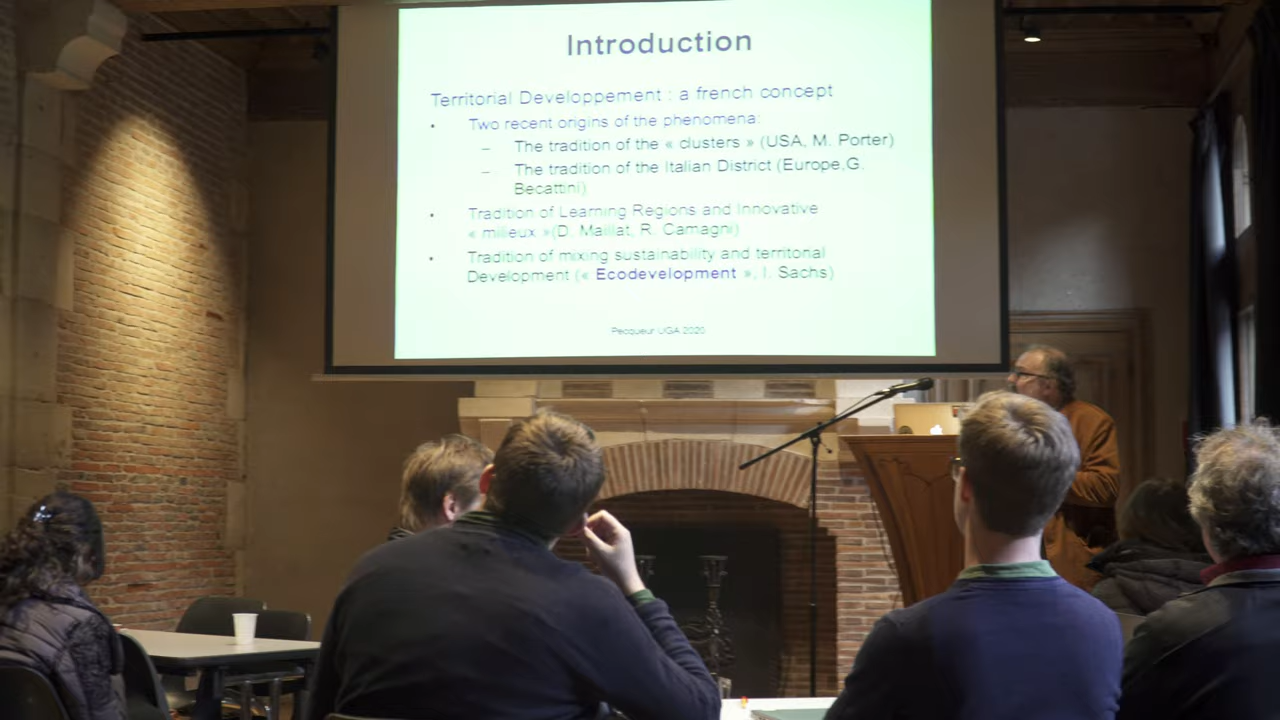 Introduction
Territorial Developpement : a french concept
• Two recent origins of the phenomena:
– The tradition of the « clusters » (USA, M. Porter)
– The tradition of the Italian District (Europe,G.
Becattini)
• Tradition of Learning Regions and Innovative
« milieux »(D. Maillat, R. Camagni)
• Tradition of mixing sustainability and territorial
Development (« Ecodevelopment », I. Sachs)
Pecqueur UGA 2020